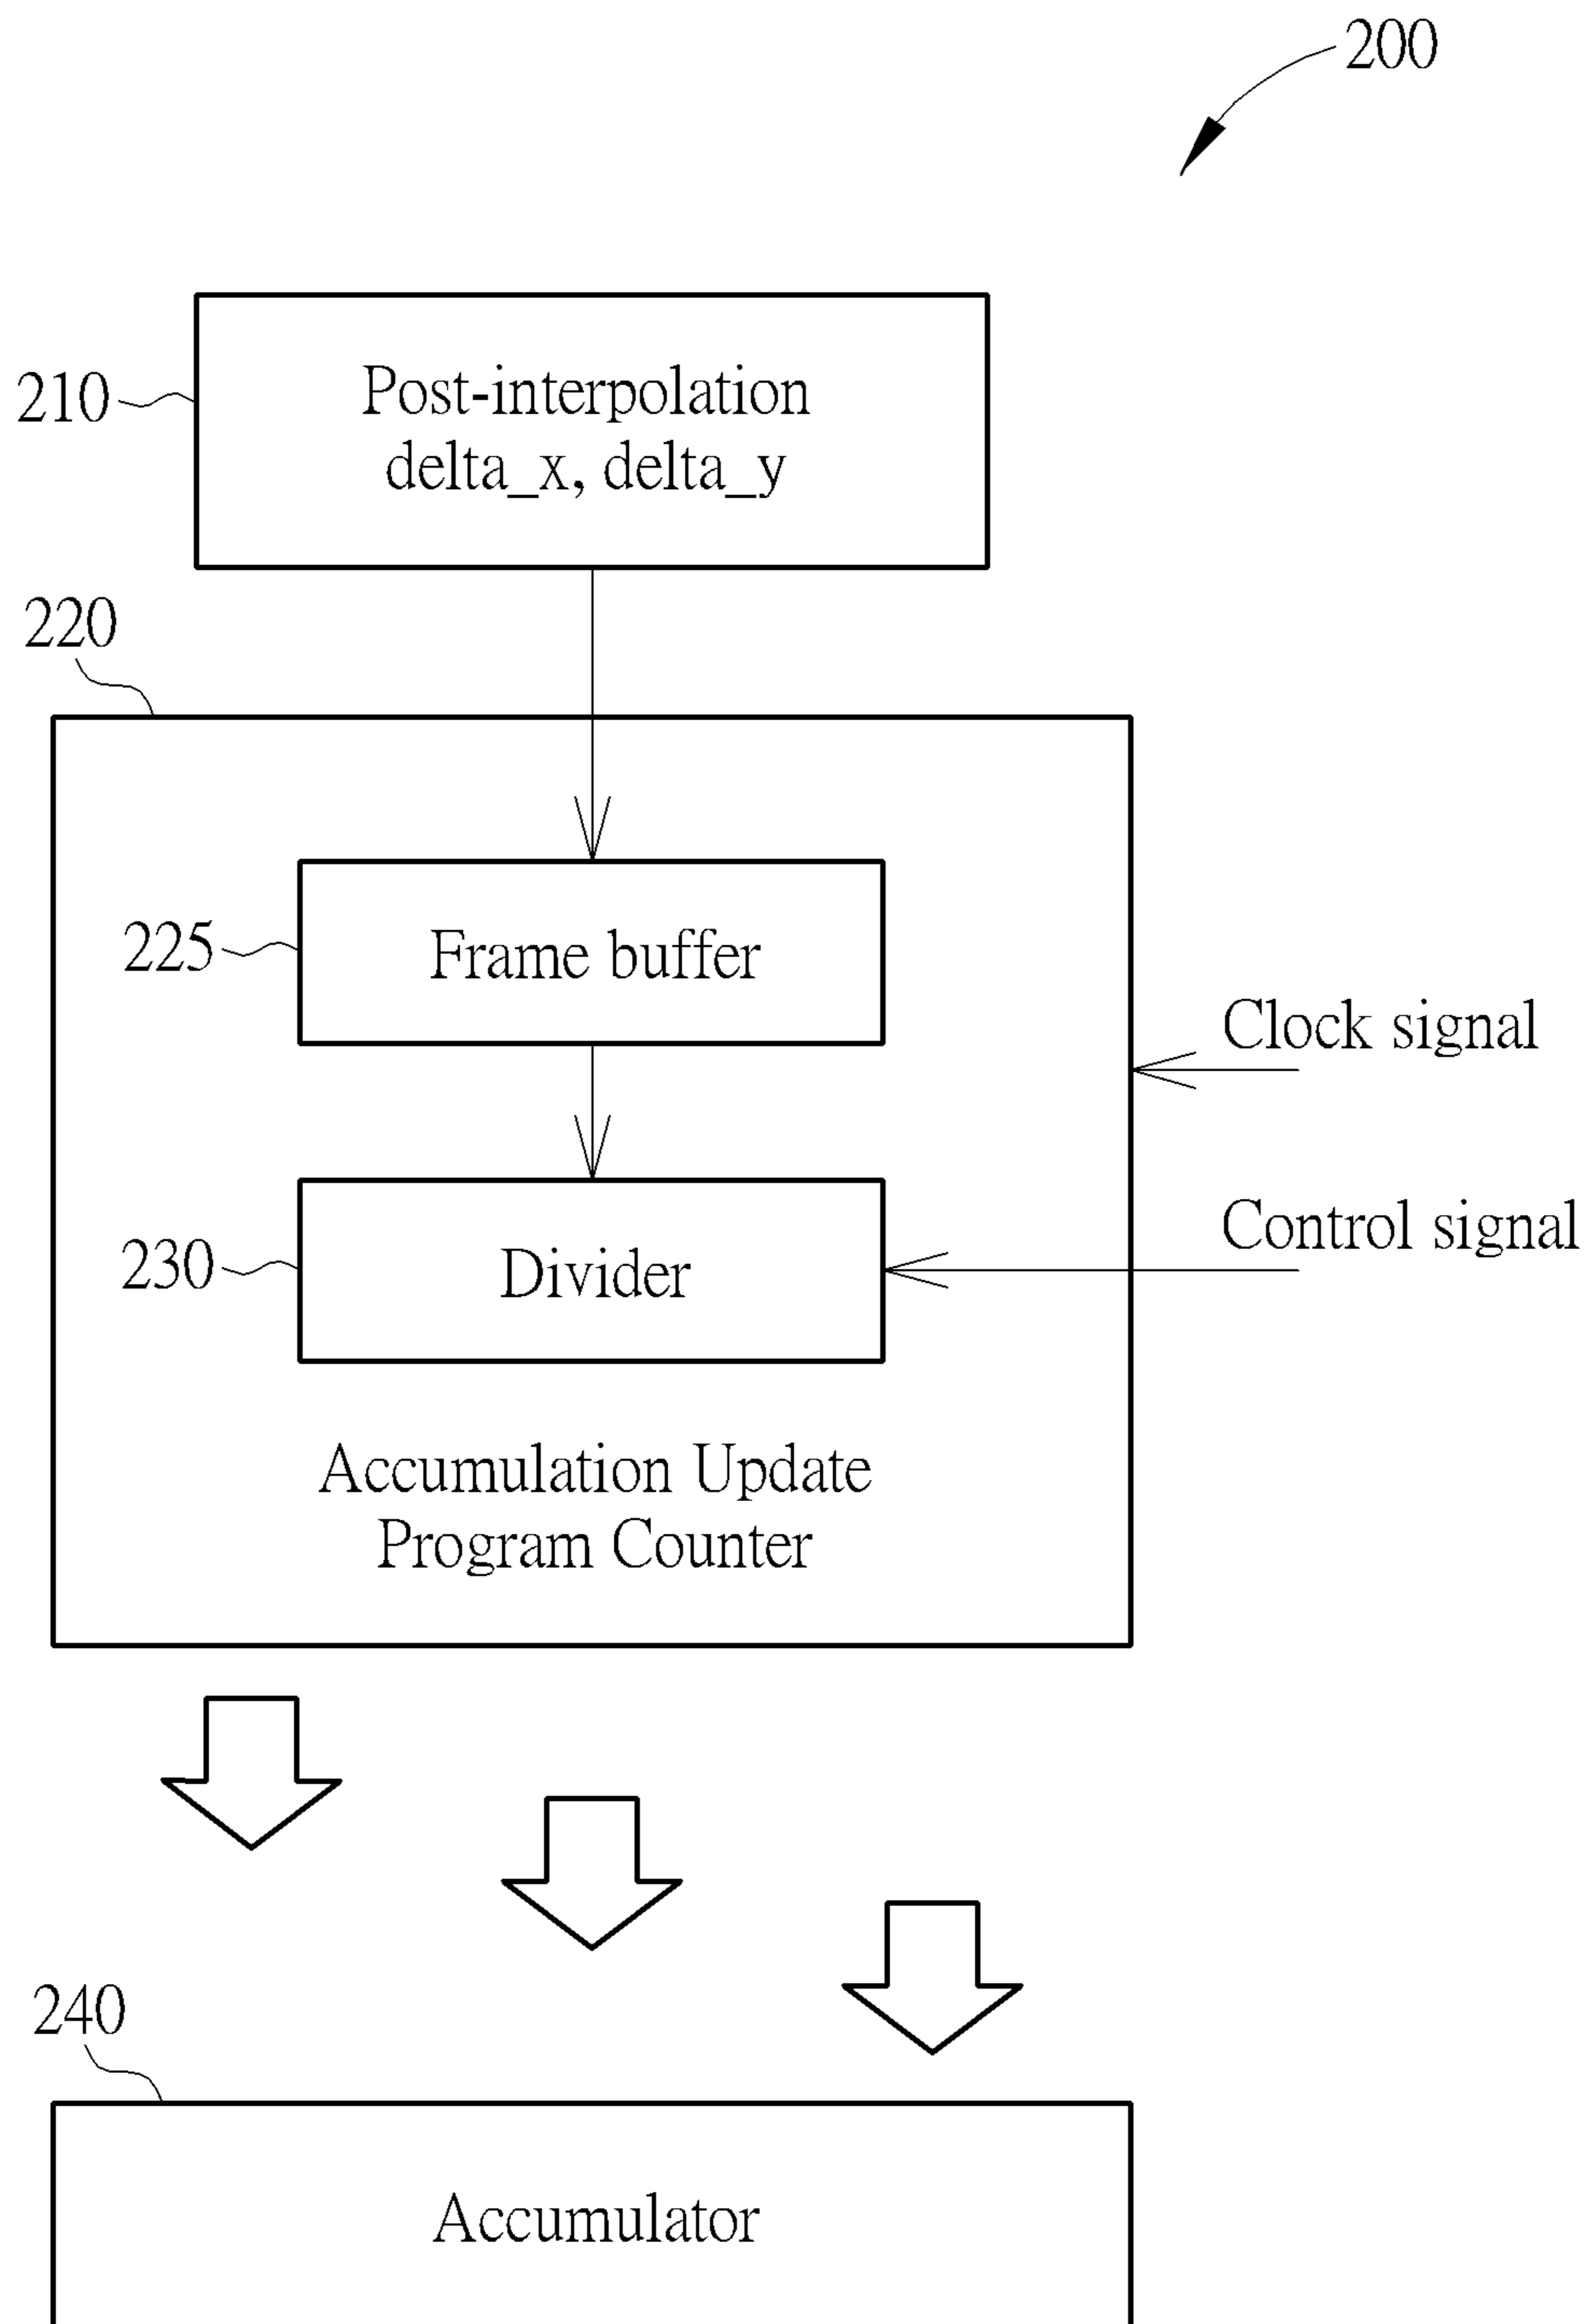 200
210
Post-interpolation
delta_x, delta_y
220
225
Frame buffer
Clock signal
Control signal
230
Divider
Accumulation Update
Program Counter
240
Accumulator